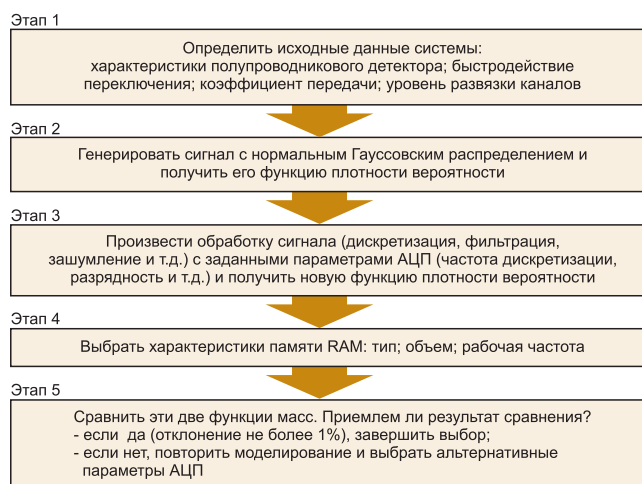 Этап 1
Определить исходные данные системы:
характеристики полупроводникового детектора; быстродействие
переключения; коэффициент передачи; уровень развязки каналов
Этап 2
Генерировать сигнал с нормальным Гауссовским распределением и
получить его функцию плотности вероятности
Этап 3
Произвести обработку сигнала (дискретизация, фильтрация,
зашумление и т.д.) с заданными параметрами АЦП (частота дискретизации,
разрядность и т.д.) и получить новую функцию плотности вероятности
Этап 4
Выбрать характеристики памяти RAM: тип; объем; рабочая частота
Этап 5
Сравнить эти две функции масс. Приемлем ли результат сравнения?
- если да (отклонение не более 1%), завершить выбор;
- если нет, повторить моделирование и выбрать альтернативные
параметры АЦП